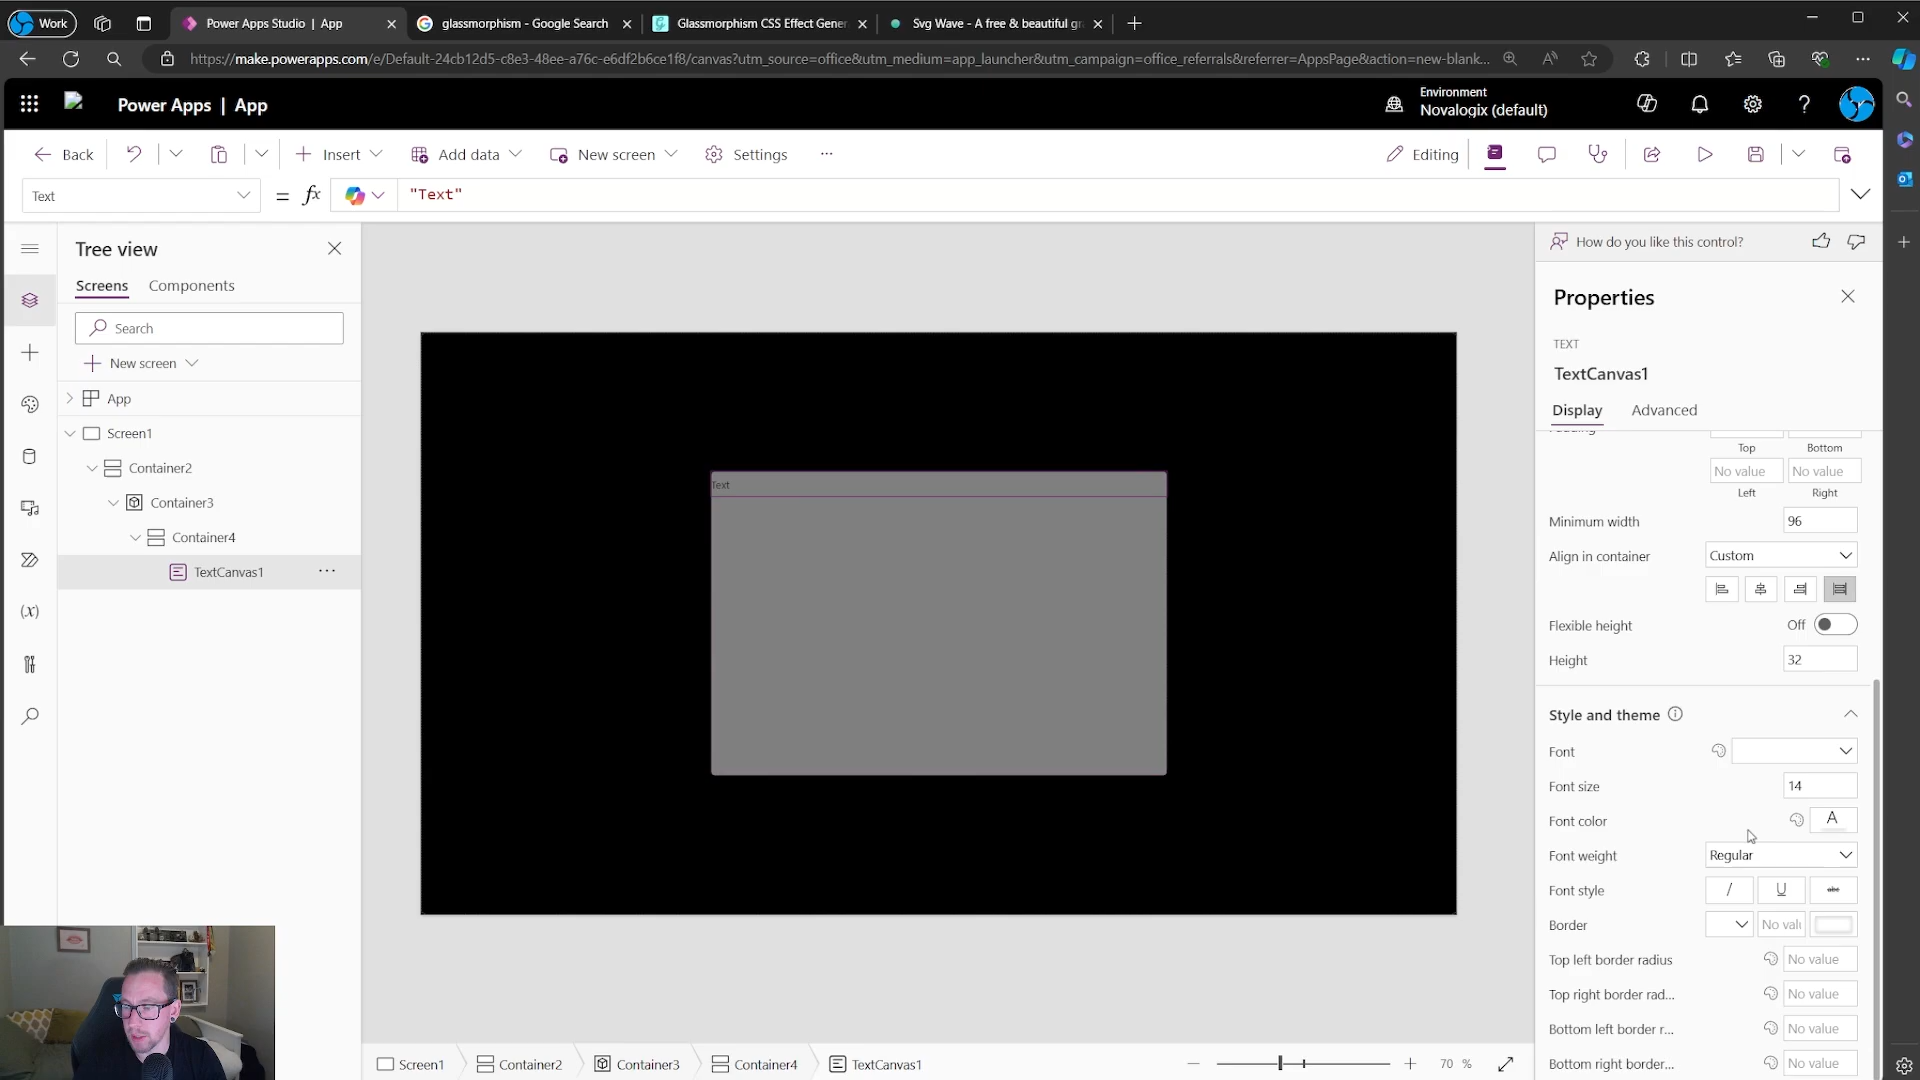 Work
Power Apps Studio | App
glassmorphism - Google Search
Glassmorphism CSS Effect Gener
Svg Wave - A free & beautiful gr
https://make.powerapps.com/e/Default-24cb12d5-c8e3-48ee-a76c-e6df2b6ce1f8/canvas?utm_source=office&utm_medium=app_launcher&utm_campaign=office_referrals&referrer=AppsPage&action=new-blank...
Power Apps | App
Environment
Novalogix (default)
Back
Insert
Add data
New screen
Settings
Editing
Text
= fx
"Text"
Tree view
Screens
Components
Search
New screen
App
Screen1
Container2
Container3
Container4
TextCanvas1
Text
How do you like this control?
Properties
TEXT
TextCanvas1
Display
Advanced
Top
Bottom
No value
No value
Left
Right
Minimum width
96
Align in container
Custom
Flexible height
Off
Height
32
Style and theme
Font
Font size
14
Font color
A
Font weight
Regular
Font style
/
U
abc
Border
No valu
Top left border radius
No value
Top right border rad...
No value
Bottom left border r...
No value
Bottom right border...
No value
Screen1
Container2
Container3
Container4
TextCanvas1
70 %